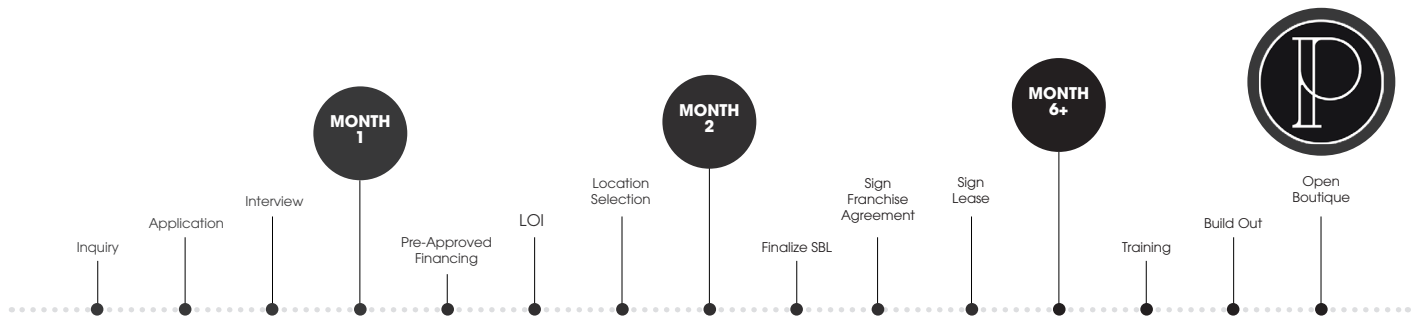 Inquiry
Application
Interview
MONTH
1
Pre-Approved
Financing
LOI
Location
Selection
MONTH
2
Finalize SBL
Sign
Franchise
Agreement
Sign
Lease
MONTH
6+
Training
Build Out
P
Open
Boutique